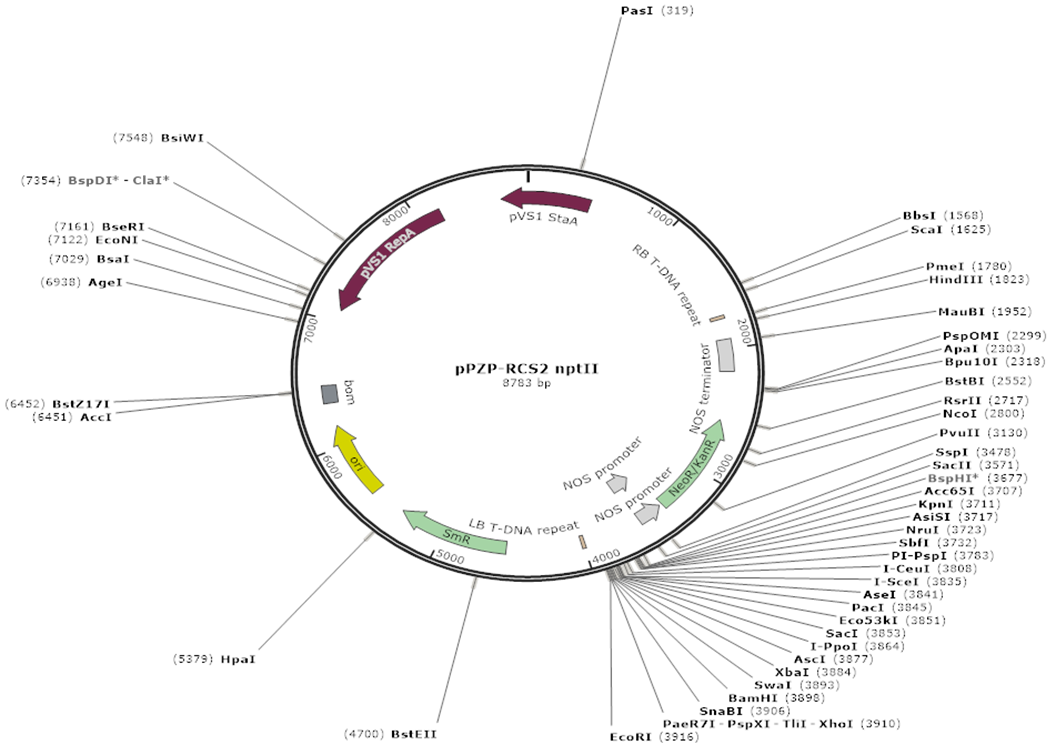 PasI (319)
(7548) BsiWI
(7354) BspDI* - ClaI*
(7161) BseRI
(7122) EcoNI
(7029) BsaI
(6938) AgeI
(6452) BstZ17I
(6451) AccI
(5379) HpaI
(4700) BstEII
BbsI (1568)
ScaI (1625)
PmeI (1780)
HindIII (1823)
MauBI (1952)
PspOMI (2299)
ApaI (2303)
Bpu10I (2318)
BstBI (2552)
RsrII (2717)
NcoI (2800)
PvuII (3130)
SspI (3478)
SacII (3571)
BspHI* (3677)
Acc65I (3707)
KpnI (3711)
AsiSI (3717)
NruI (3723)
SbfI (3732)
PI-PspI (3783)
I-CeuI (3808)
I-SceI (3835)
AseI (3841)
PacI (3845)
Eco53kI (3851)
SacI (3853)
I-PpoI (3864)
AscI (3877)
XbaI (3884)
SwaI (3893)
BamHI (3898)
SnaBI (3906)
PaeR7I - PspXI - TliI - XhoI (3910)
EcoRI (3916)
pVS1 StaA
pVS1 RepA
RB T-DNA repeat
NOS terminator
NeoR/KanR
NOS promoter
NOS promoter
LB T-DNA repeat
SmR
ori
bom
1000
2000
3000
4000
5000
6000
7000
8000
pPZP-RCS2 nptII
8783 bp